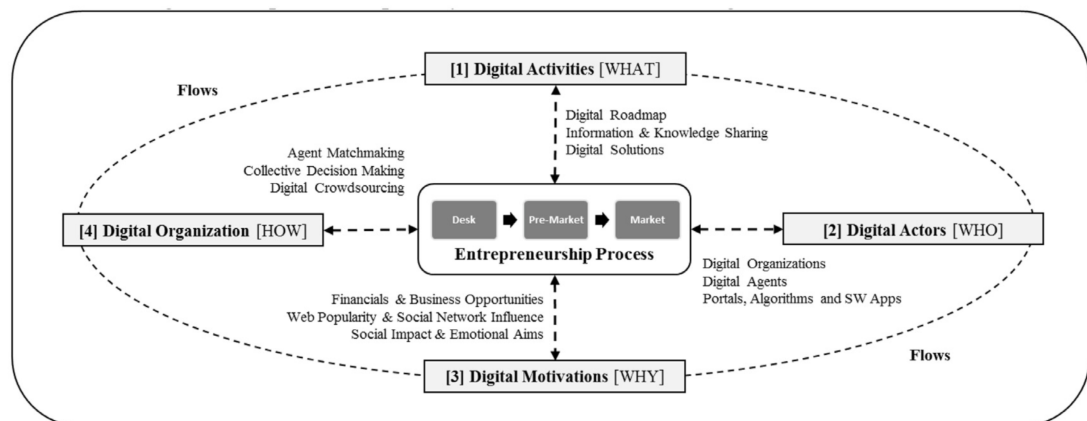 [1] Digital Activities [WHAT]
Flows
Digital Roadmap
Information & Knowledge Sharing
Digital Solutions
Agent Matchmaking
Collective Decision Making
Digital Crowdsourcing
Desk
Pre-Market
Market
[4] Digital Organization [HOW]
[2] Digital Actors [WHO]
Entrepreneurship Process
Digital Organizations
Digital Agents
Portals, Algorithms and SW Apps
Financials & Business Opportunities
Web Popularity & Social Network Influence
Social Impact & Emotional Aims
Flows
[3] Digital Motivations [WHY]